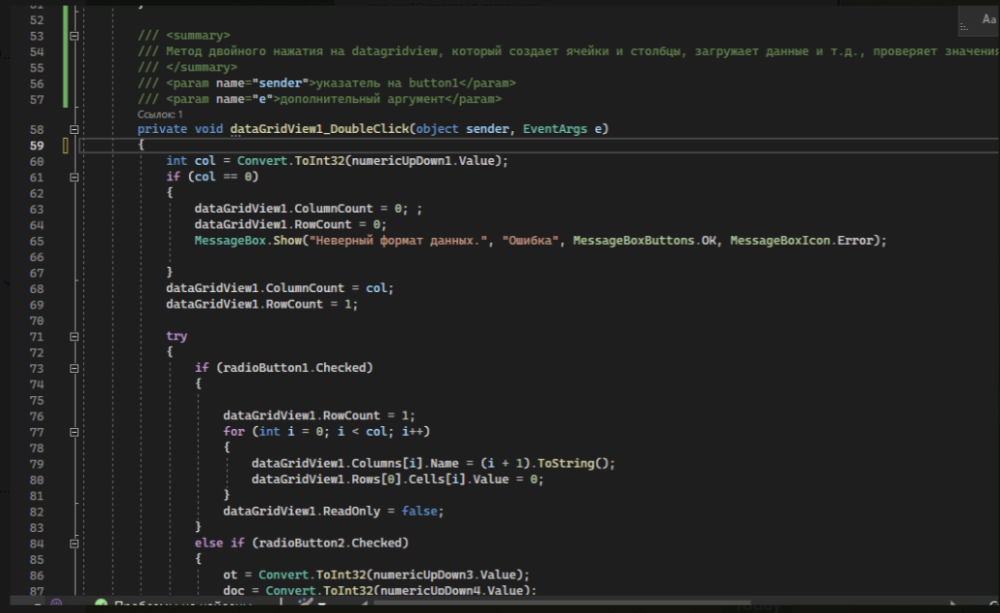 52
53 /// <summary>
54 /// Метод двойного нажатия на datagridview, который создает ячейки и столбцы, загружает данные и т.д., проверяет значения
55 /// </summary>
56 /// <param name="sender">указатель на button1</param>
57 /// <param name="e">дополнительный аргумент</param>
Ссылок: 1
58 private void dataGridView1_DoubleClick(object sender, EventArgs e)
59 {
60 int col = Convert.ToInt32(numericUpDown1.Value);
61 if (col == 0)
62 {
63 dataGridView1.ColumnCount = 0; ;
64 dataGridView1.RowCount = 0;
65 MessageBox.Show("Неверный формат данных.", "Ошибка", MessageBoxButtons.OK, MessageBoxIcon.Error);
66
67 }
68 dataGridView1.ColumnCount = col;
69 dataGridView1.RowCount = 1;
70
71 try
72 {
73 if (radioButton1.Checked)
74 {
75
76 dataGridView1.RowCount = 1;
77 for (int i = 0; i < col; i++)
78 {
79 dataGridView1.Columns[i].Name = (i + 1).ToString();
80 dataGridView1.Rows[0].Cells[i].Value = 0;
81 }
82 dataGridView1.ReadOnly = false;
83 }
84 else if (radioButton2.Checked)
85 {
86 ot = Convert.ToInt32(numericUpDown3.Value);
87 doc = Convert.ToInt32(numericUpDown4.Value);
Aa